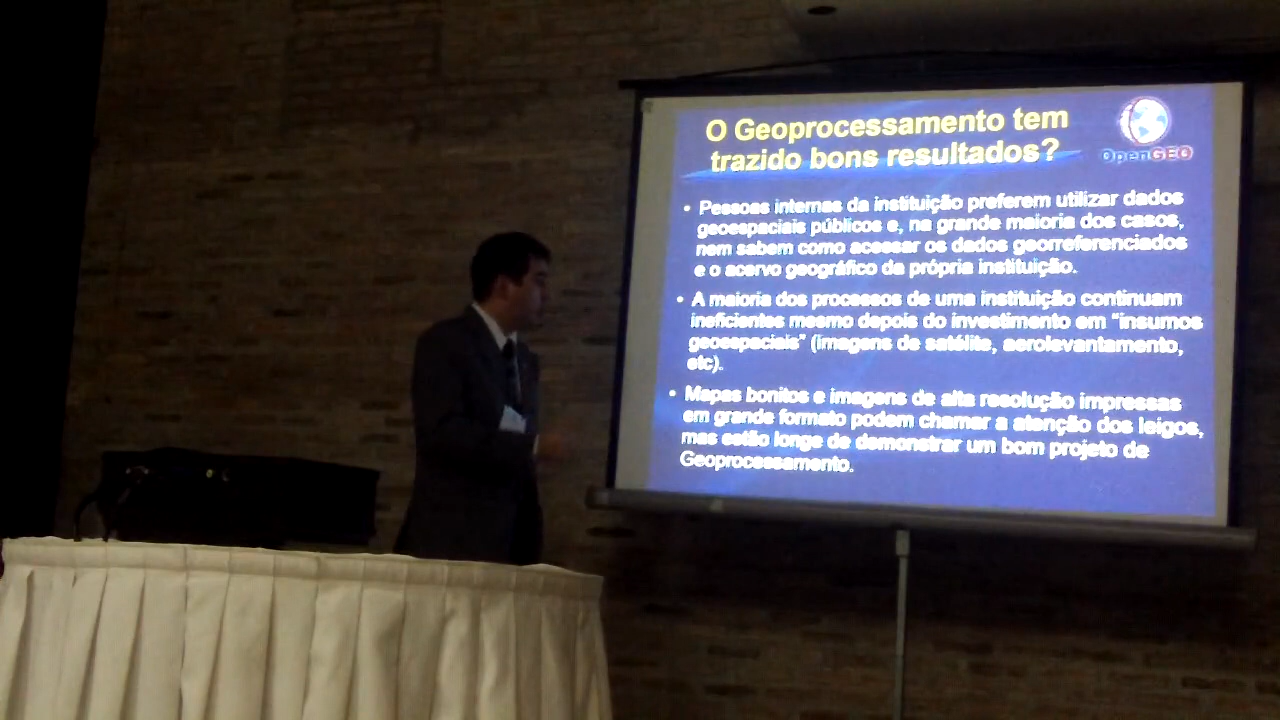 O Geoprocessamento tem
trazido bons resultados?
OpenGEO
• Pessoas internas da instituição preferem utilizar dados
geoespaciais públicos e, na grande maioria dos casos,
nem sabem como acessar os dados georreferenciados
e o acervo geográfico da própria instituição.
• A maioria dos processos de uma instituição continuam
ineficientes mesmo depois do investimento em "insumos
geoespaciais" (imagens de satélite, aerolevantamento,
etc).
• Mapas bonitos e imagens de alta resolução impressas
em grande formato podem chamar a atenção dos leigos,
mas estão longe de demonstrar um bom projeto de
Geoprocessamento.